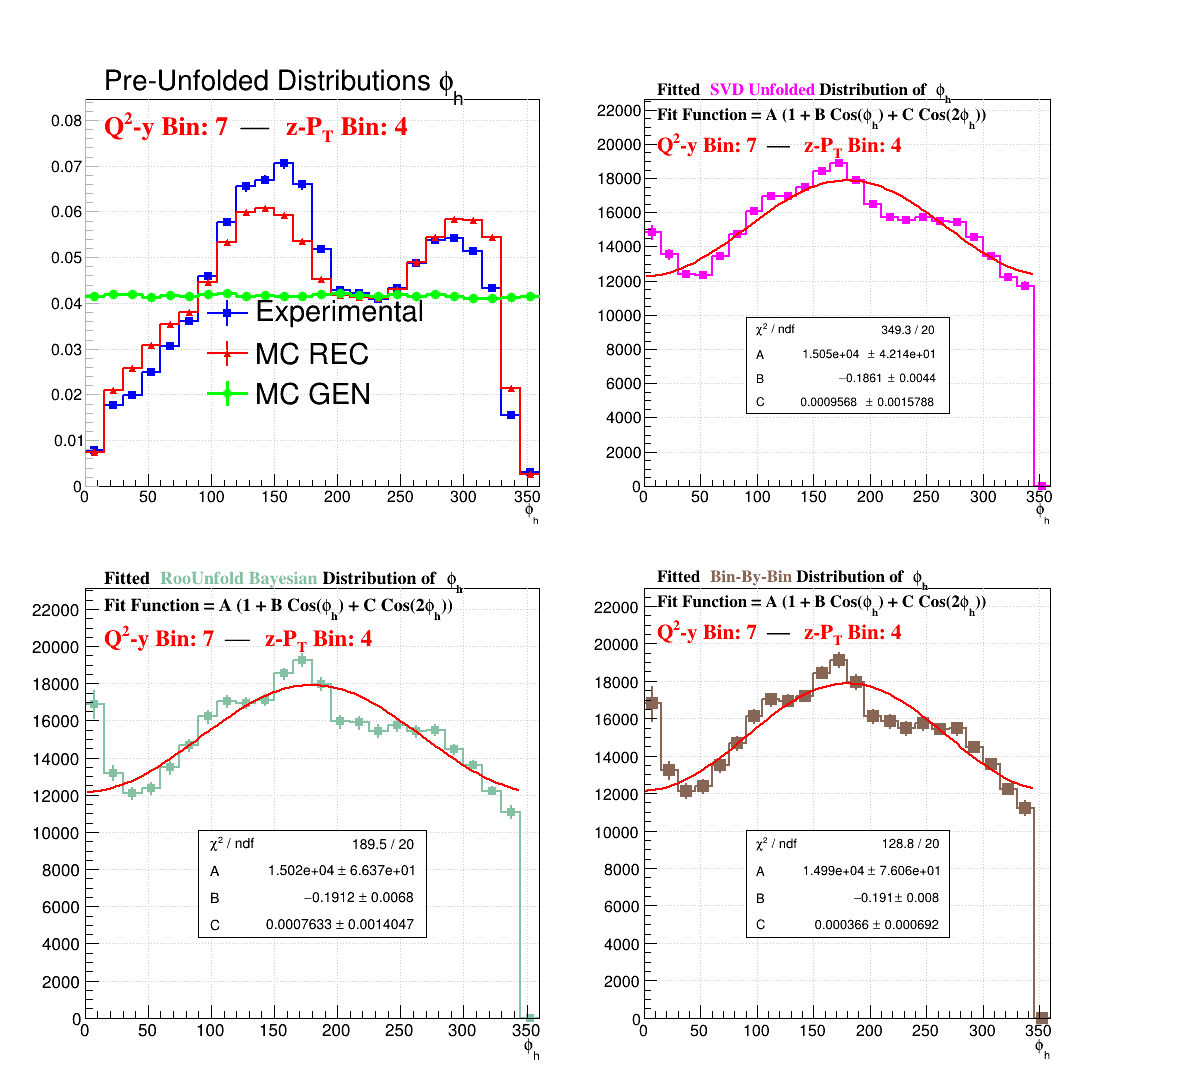 Pre-Unfolded Distributions ϕh
Q2-y Bin: 7 — z-PT Bin: 4
0.08
0.07
0.06
0.05
0.04
0.03
0.02
0.01
0
Experimental
MC REC
MC GEN
0 50 100 150 200 250 300 350
ϕh
Fitted SVD Unfolded Distribution of ϕh
Fit Function = A (1 + B Cos(ϕh) + C Cos(2ϕh))
Q2-y Bin: 7 — z-PT Bin: 4
22000
20000
18000
16000
14000
12000
10000
8000
6000
4000
2000
0
χ2 / ndf 349.3 / 20
A 1.505e+04 ± 4.214e+01
B −0.1861 ± 0.0044
C 0.0009568 ± 0.0015788
0 50 100 150 200 250 300 350
ϕh
Fitted RooUnfold Bayesian Distribution of ϕh
Fit Function = A (1 + B Cos(ϕh) + C Cos(2ϕh))
Q2-y Bin: 7 — z-PT Bin: 4
22000
20000
18000
16000
14000
12000
10000
8000
6000
4000
2000
0
χ2 / ndf 189.5 / 20
A 1.502e+04 ± 6.637e+01
B −0.1912 ± 0.0068
C 0.0007633 ± 0.0014047
0 50 100 150 200 250 300 350
ϕh
Fitted Bin-By-Bin Distribution of ϕh
Fit Function = A (1 + B Cos(ϕh) + C Cos(2ϕh))
Q2-y Bin: 7 — z-PT Bin: 4
22000
20000
18000
16000
14000
12000
10000
8000
6000
4000
2000
0
χ2 / ndf 128.8 / 20
A 1.499e+04 ± 7.606e+01
B −0.191 ± 0.008
C 0.000366 ± 0.000692
0 50 100 150 200 250 300 350
ϕh